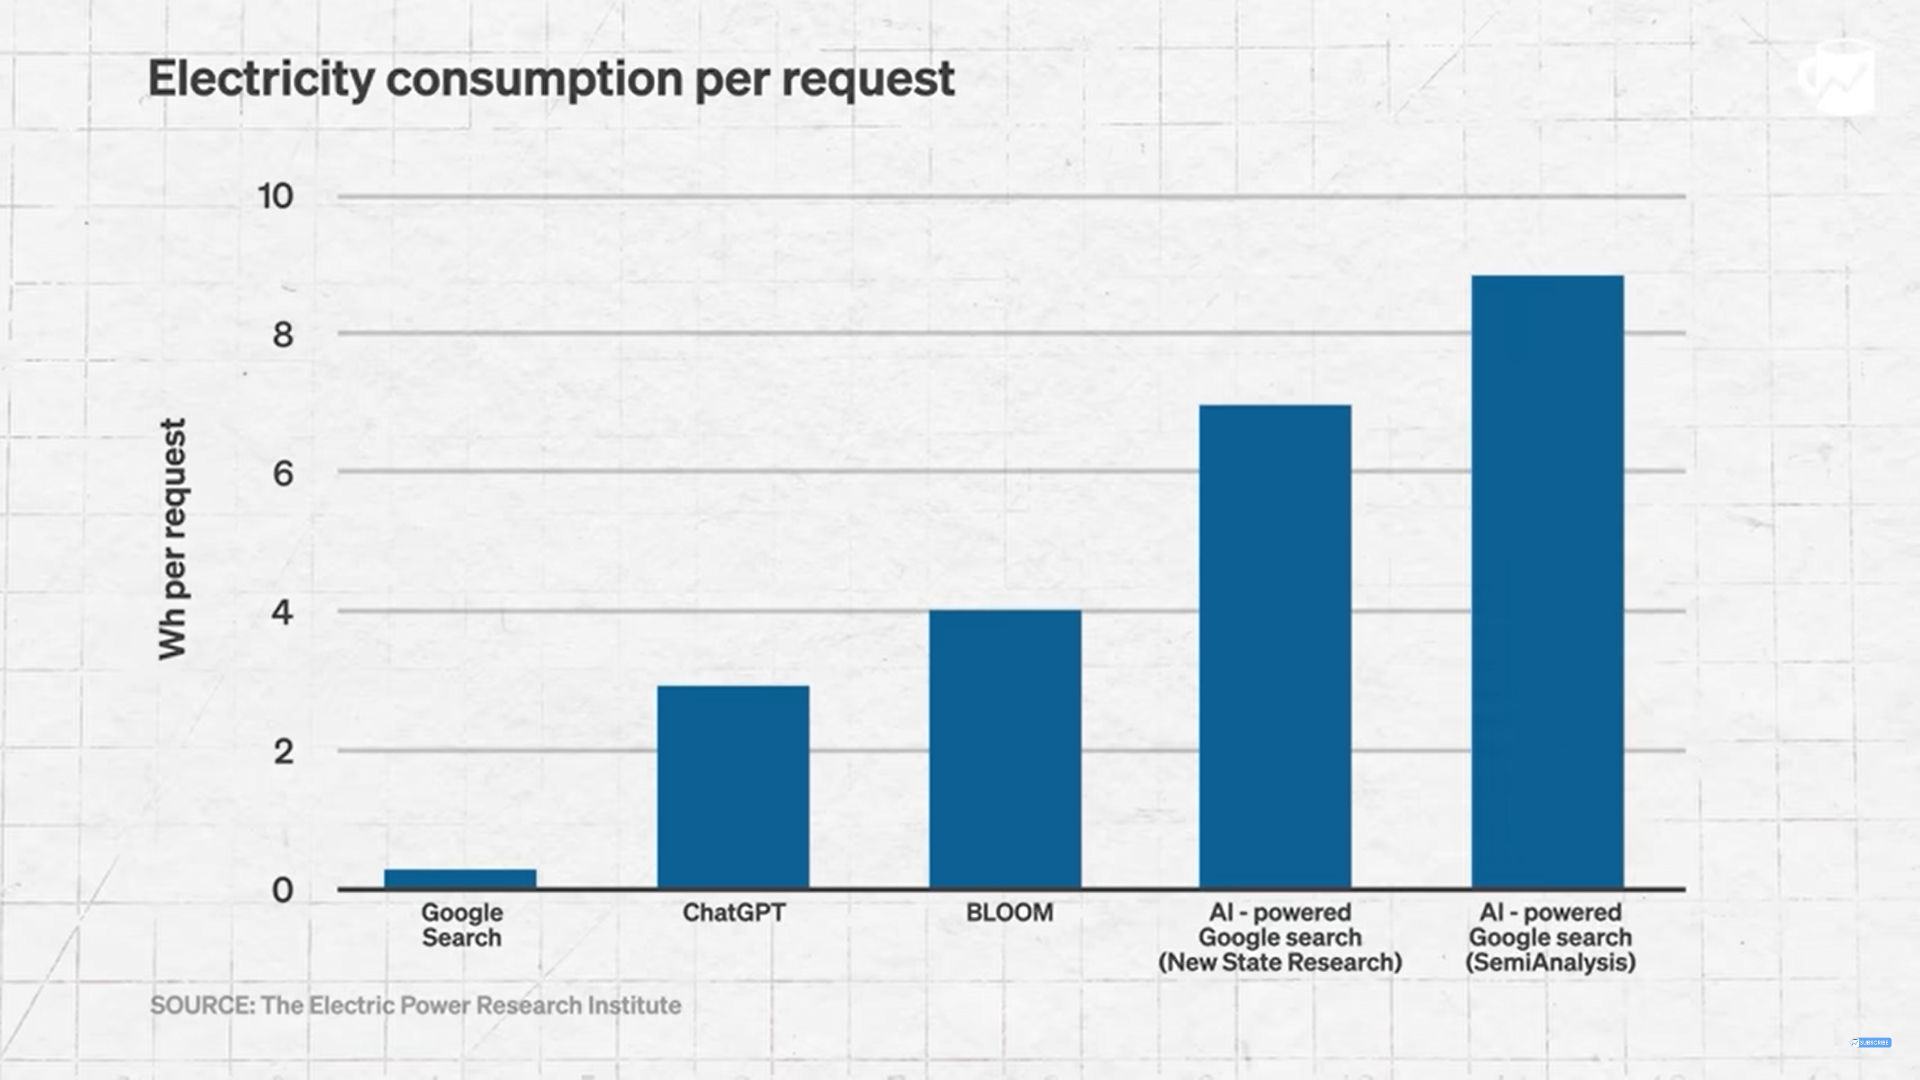 Electricity consumption per request
10
8
6
4
2
0
Wh per request
Google
Search
ChatGPT
BLOOM
AI - powered
Google search
(New State Research)
AI - powered
Google search
(SemiAnalysis)
SOURCE: The Electric Power Research Institute
SUBSCRIBE